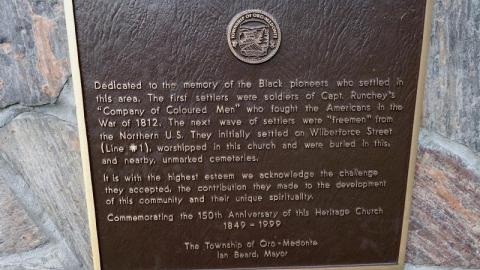 TOWNSHIP OF ORO-MEDONTE
Dedicated to the memory of the Black pioneers who settled in
this area. The first settlers were soldiers of Capt. Runchey's
"Company of Coloured Men" who fought the Americans in the
War of 1812. The next wave of settlers were "freemen" from
the Northern U.S. They initially settled on Wilberforce Street
(Line #1), worshipped in this church and were buried in this,
and nearby, unmarked cemeteries.
It is with the highest esteem we acknowledge the challenge
they accepted, the contribution they made to the development
of this community and their unique spirituality.
Commemorating the 150th Anniversary of this Heritage Church
1849 - 1999
The Township of Oro-Medonte
Ian Beard, Mayor